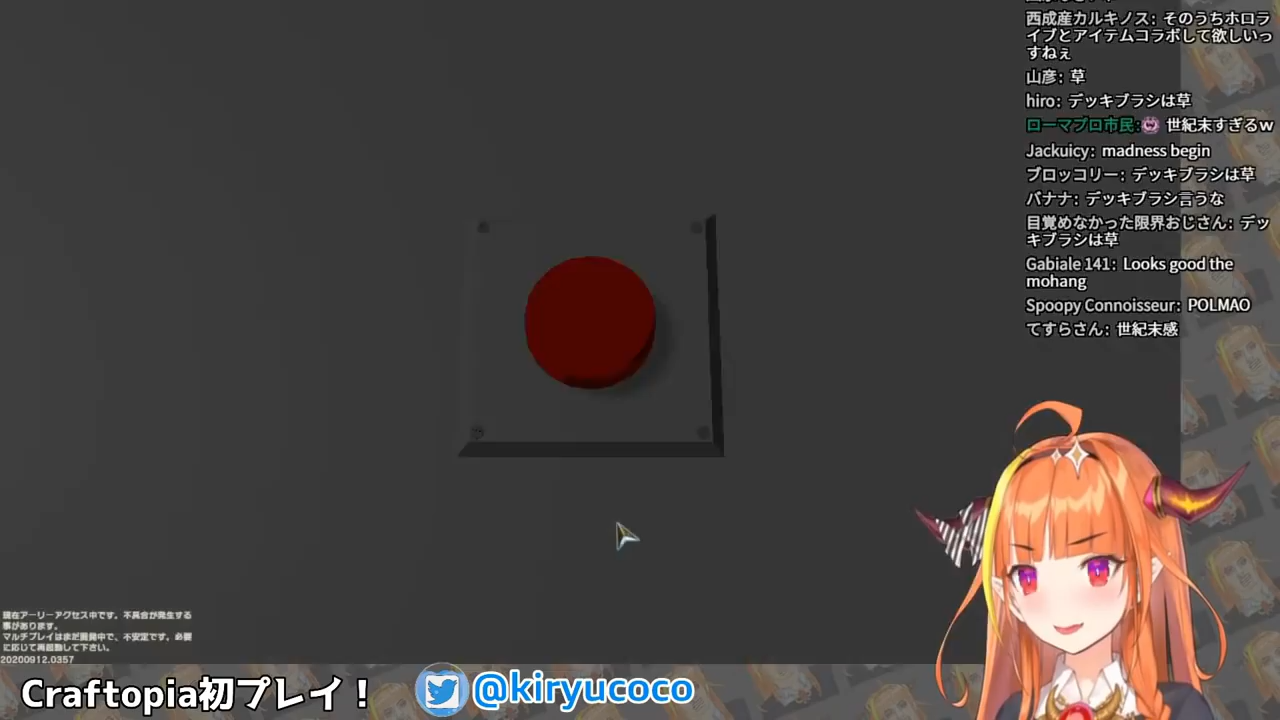 西成産カルキノス: そのうちホロラ
イブとアイテムコラボして欲しいっ
すねぇ
山彦: 草
hiro: デッキブラシは草
ローマプロ市民: 世紀末すぎるw
Jackuicy: madness begin
ブロッコリー: デッキブラシは草
バナナ: デッキブラシ言うな
目覚めなかった限界おじさん: デッ
キブラシは草
Gabiale 141: Looks good the
mohang
Spoopy Connoisseur: POLMAO
てすらさん: 世紀末感
現在アーリーアクセス中です。不具合が発生する
事があります。
マルチプレイはまだ開発中で、不安定です。必要
に応じて再起動して下さい。
20200912.0357
Craftopia初プレイ！
@kiryucoco